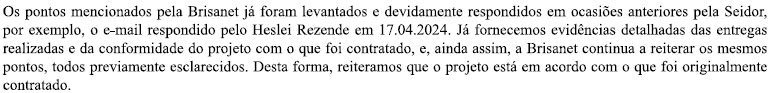 Os pontos mencionados pela Brisanet já foram levantados e devidamente respondidos em ocasiões anteriores pela Seidor,
por exemplo, o e-mail respondido pelo Heslei Rezende em 17.04.2024. Já fornecemos evidências detalhadas das entregas
realizadas e da conformidade do projeto com o que foi contratado, e, ainda assim, a Brisanet continua a reiterar os mesmos
pontos, todos previamente esclarecidos. Desta forma, reiteramos que o projeto está em acordo com o que foi originalmente
contratado.